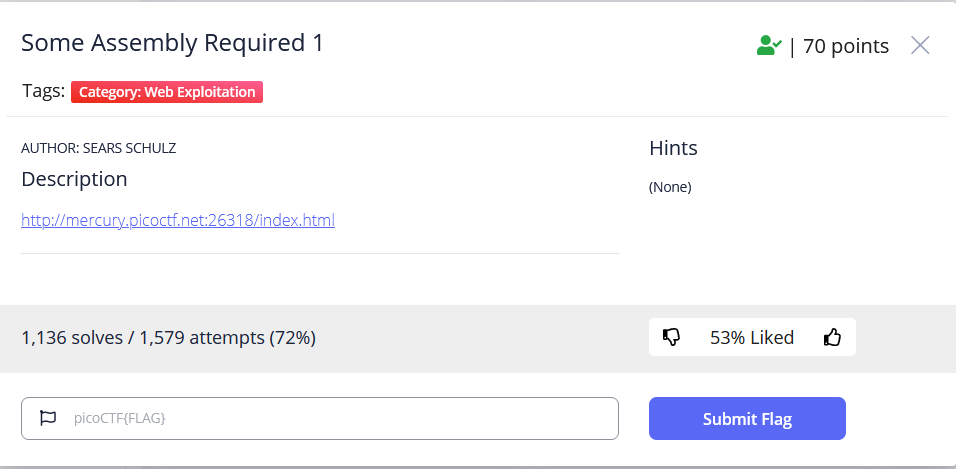 Some Assembly Required 1
| 70 points
Tags: Category: Web Exploitation
AUTHOR: SEARS SCHULZ
Description
http://mercury.picoctf.net:26318/index.html
Hints
(None)
1,136 solves / 1,579 attempts (72%)
53% Liked
picoCTF{FLAG}
Submit Flag